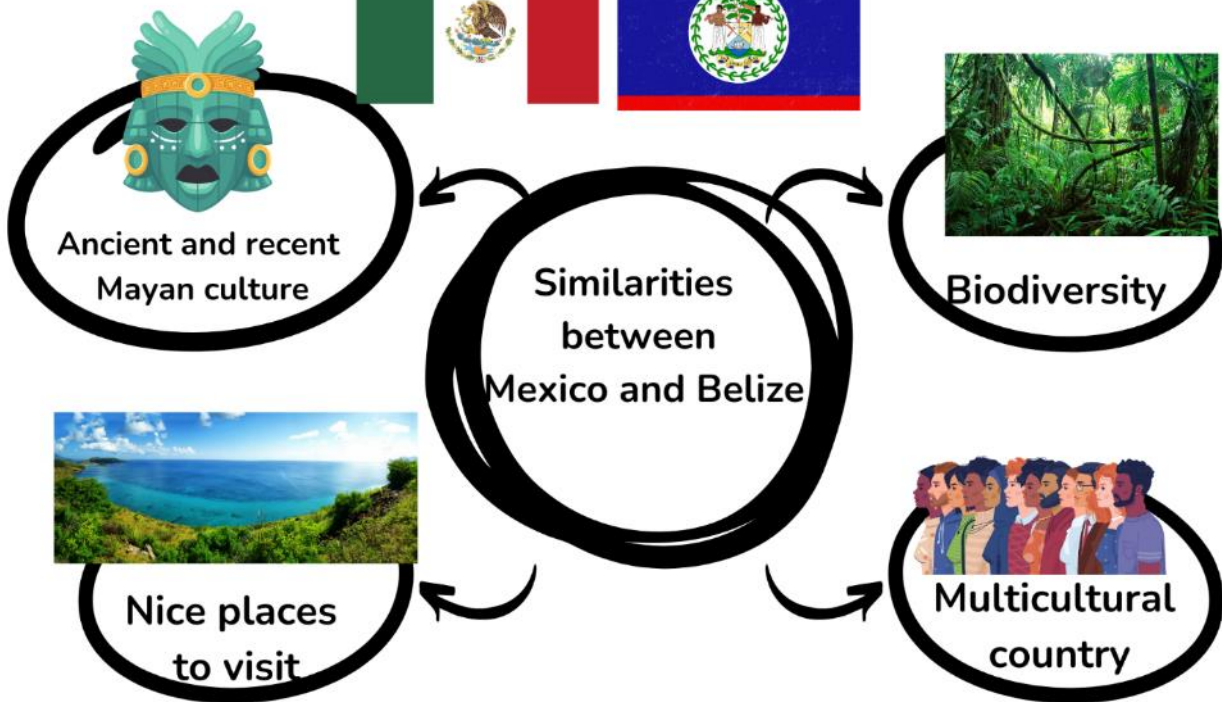 Ancient and recent
Mayan culture
Biodiversity
Similarities
between
Mexico and Belize
Nice places
to visit
Multicultural
country